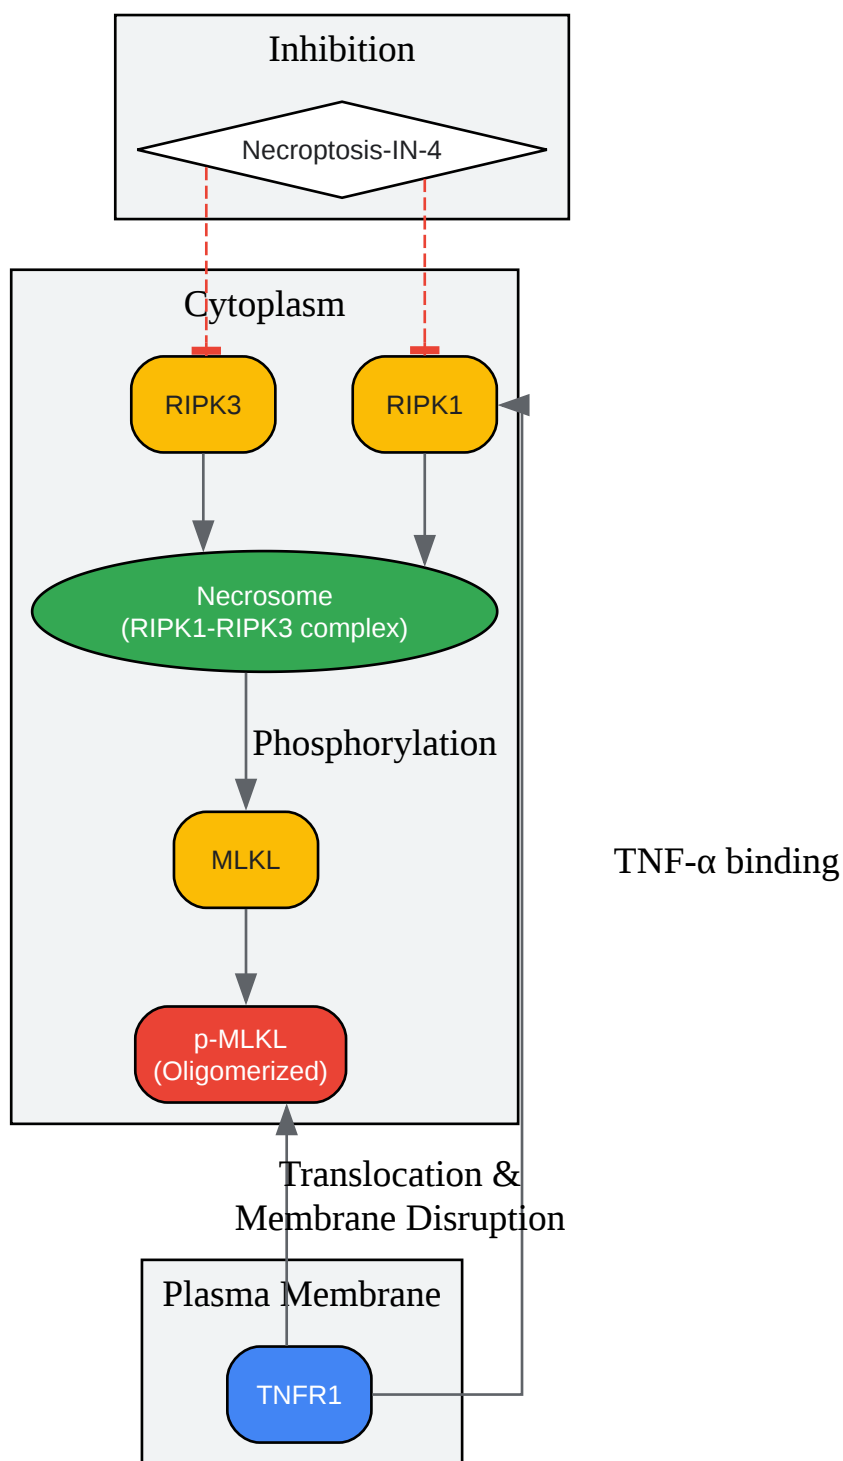 Inhibition
Necroptosis-IN-4
Cytoplasm
RIPK3
RIPK1
Necrosome
(RIPK1-RIPK3 complex)
Phosphorylation
MLKL
TNF-α binding
p-MLKL
(Oligomerized)
Translocation &
Membrane Disruption
Plasma Membrane
TNFR1